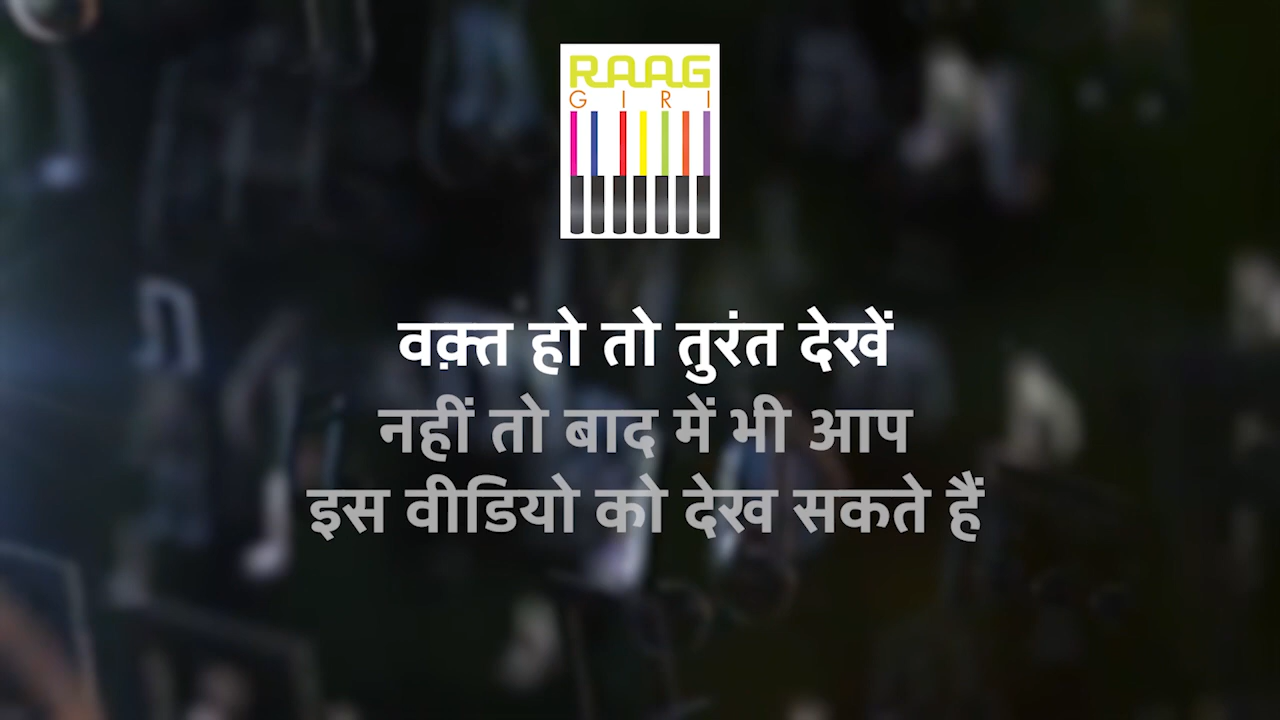 RAAG
GIRI
वक़्त हो तो तुरंत देखें
नहीं तो बाद में भी आप
इस वीडियो को देख सकते हैं